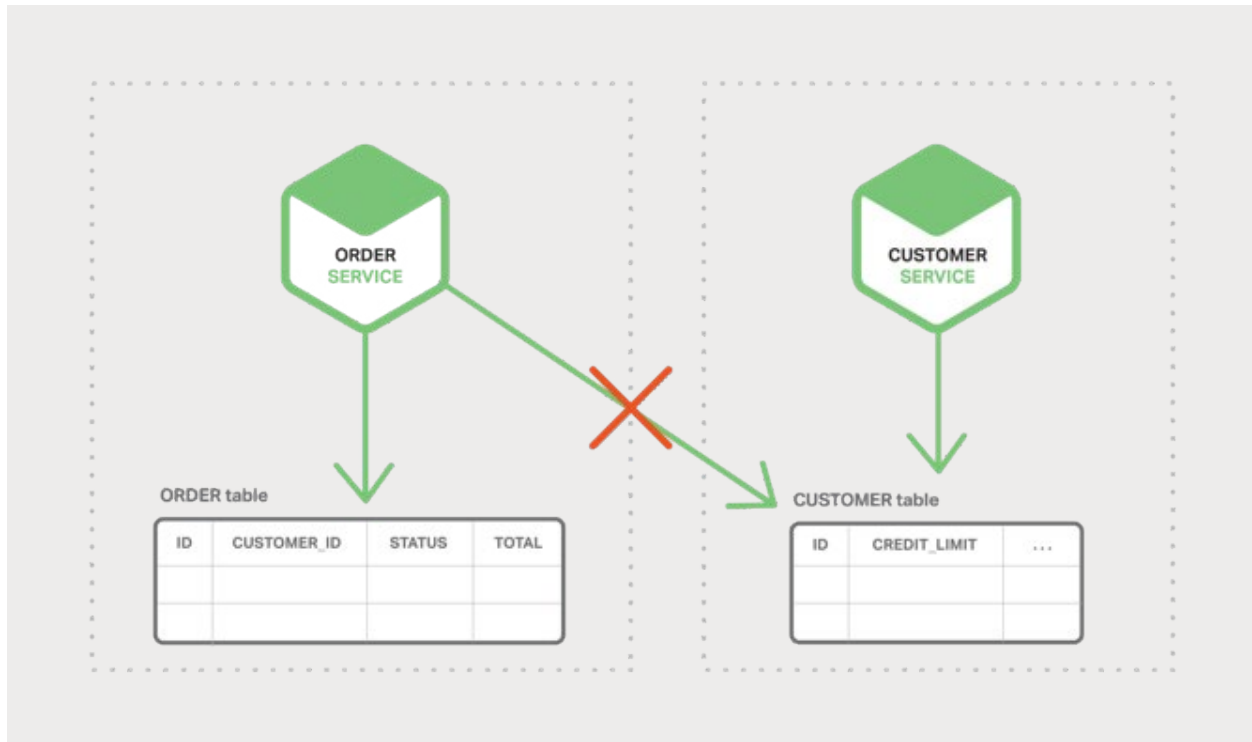 ORDER
SERVICE
CUSTOMER
SERVICE
ORDER table
ID CUSTOMER_ID STATUS TOTAL
CUSTOMER table
ID CREDIT_LIMIT ...